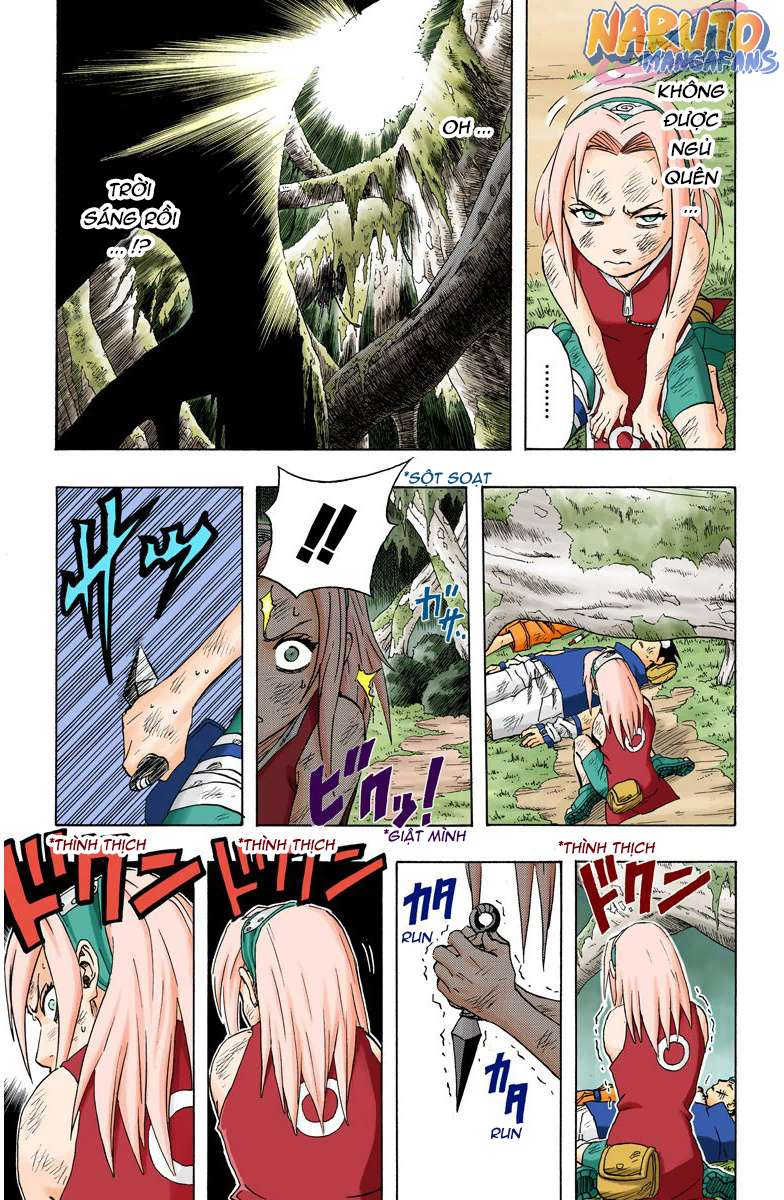 NARUTO
MANGAFANS
KHÔNG
ĐƯỢC
NGỦ
QUÊN
...
.........
OH ...
TRỜI
SÁNG RỒI
... !?
*SỘT SOẠT
ガサ..
!!
ビクッ!
*GIẬT MÌNH
ザッ
*THÌNH THỊCH
ドクン
カタ
RUN
カタ
RUN
*THÌNH THỊCH
ドクン
*THÌNH THỊCH
ドクン